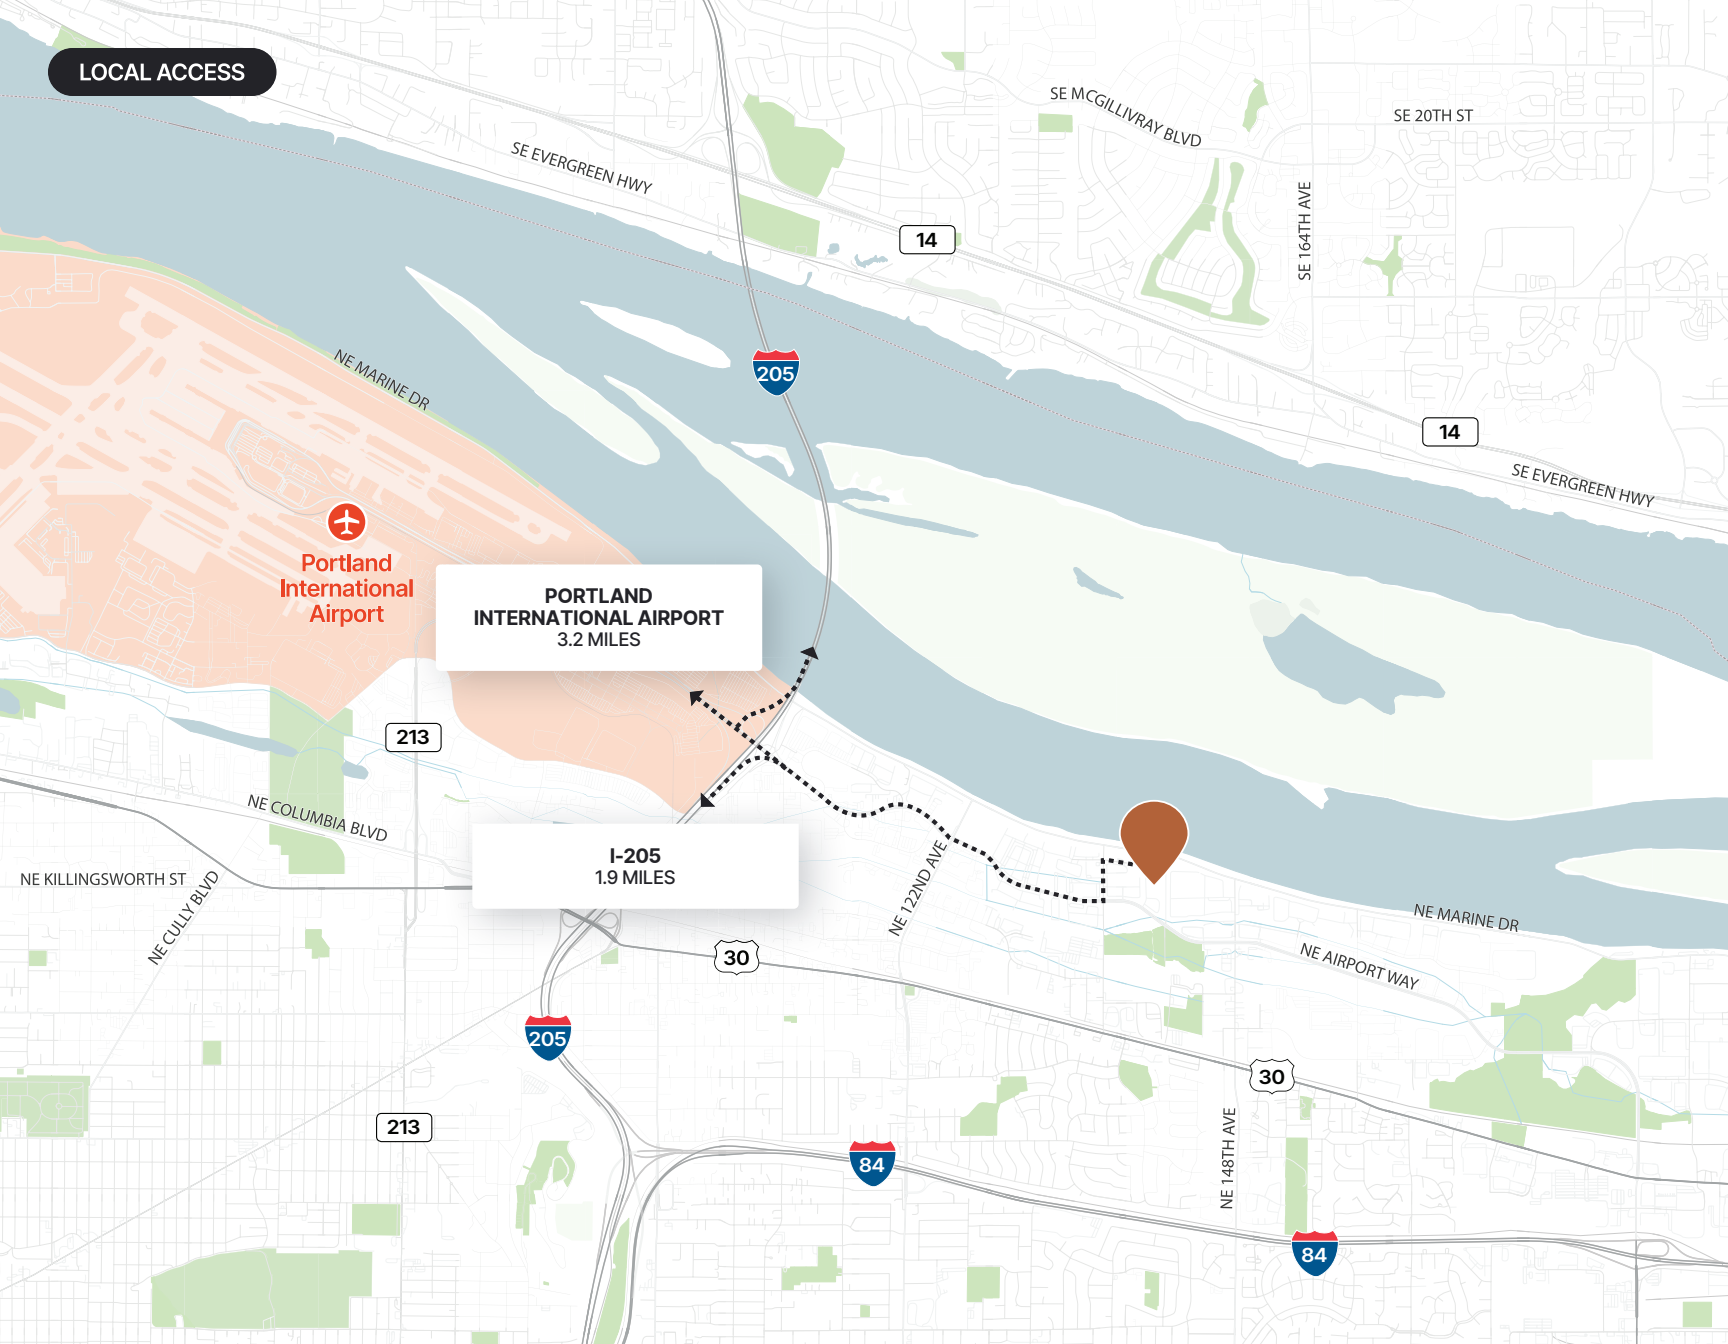 LOCAL ACCESS
SE MCGILLIVRAY BLVD
SE 20TH ST
SE EVERGREEN HWY
SE 164TH AVE
14
NE MARINE DR
205
14
SE EVERGREEN HWY
Portland
International
Airport
PORTLAND
INTERNATIONAL AIRPORT
3.2 MILES
213
NE COLUMBIA BLVD
I-205
1.9 MILES
NE KILLINGSWORTH ST
NE CULLY BLVD
NE 122ND AVE
NE MARINE DR
NE AIRPORT WAY
30
205
30
213
NE 148TH AVE
84
84